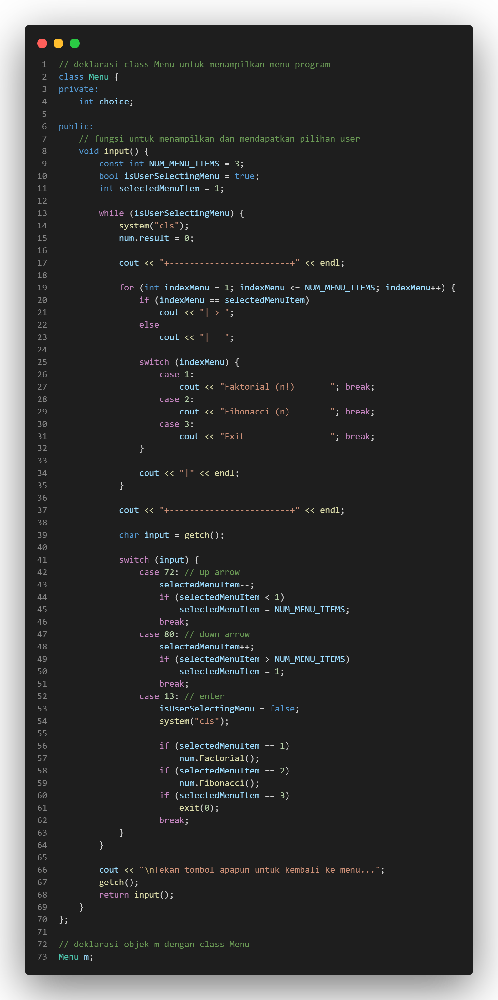 1 // deklarasi class Menu untuk menampilkan menu program
2 class Menu {
3 private:
4     int choice;
5
6 public:
7     // fungsi untuk menampilkan dan mendapatkan pilihan user
8     void input() {
9         const int NUM_MENU_ITEMS = 3;
10         bool isUserSelectingMenu = true;
11         int selectedMenuItem = 1;
12
13         while (isUserSelectingMenu) {
14             system("cls");
15             num.result = 0;
16
17             cout << "+------------------------+" << endl;
18
19             for (int indexMenu = 1; indexMenu <= NUM_MENU_ITEMS; indexMenu++) {
20                 if (indexMenu == selectedMenuItem)
21                     cout << "| > ";
22                 else
23                     cout << "|   ";
24
25                 switch (indexMenu) {
26                     case 1:
27                         cout << "Faktorial (n!)       "; break;
28                     case 2:
29                         cout << "Fibonacci (n)        "; break;
30                     case 3:
31                         cout << "Exit                 "; break;
32                 }
33
34                 cout << "|" << endl;
35             }
36
37             cout << "+------------------------+" << endl;
38
39             char input = getch();
40
41             switch (input) {
42                 case 72: // up arrow
43                     selectedMenuItem--;
44                     if (selectedMenuItem < 1)
45                         selectedMenuItem = NUM_MENU_ITEMS;
46                     break;
47                 case 80: // down arrow
48                     selectedMenuItem++;
49                     if (selectedMenuItem > NUM_MENU_ITEMS)
50                         selectedMenuItem = 1;
51                     break;
52                 case 13: // enter
53                     isUserSelectingMenu = false;
54                     system("cls");
55
56                     if (selectedMenuItem == 1)
57                         num.Factorial();
58                     if (selectedMenuItem == 2)
59                         num.Fibonacci();
60                     if (selectedMenuItem == 3)
61                         exit(0);
62                     break;
63             }
64         }
65
66         cout << "\nTekan tombol apapun untuk kembali ke menu...";
67         getch();
68         return input();
69     }
70 };
71
72 // deklarasi objek m dengan class Menu
73 Menu m;